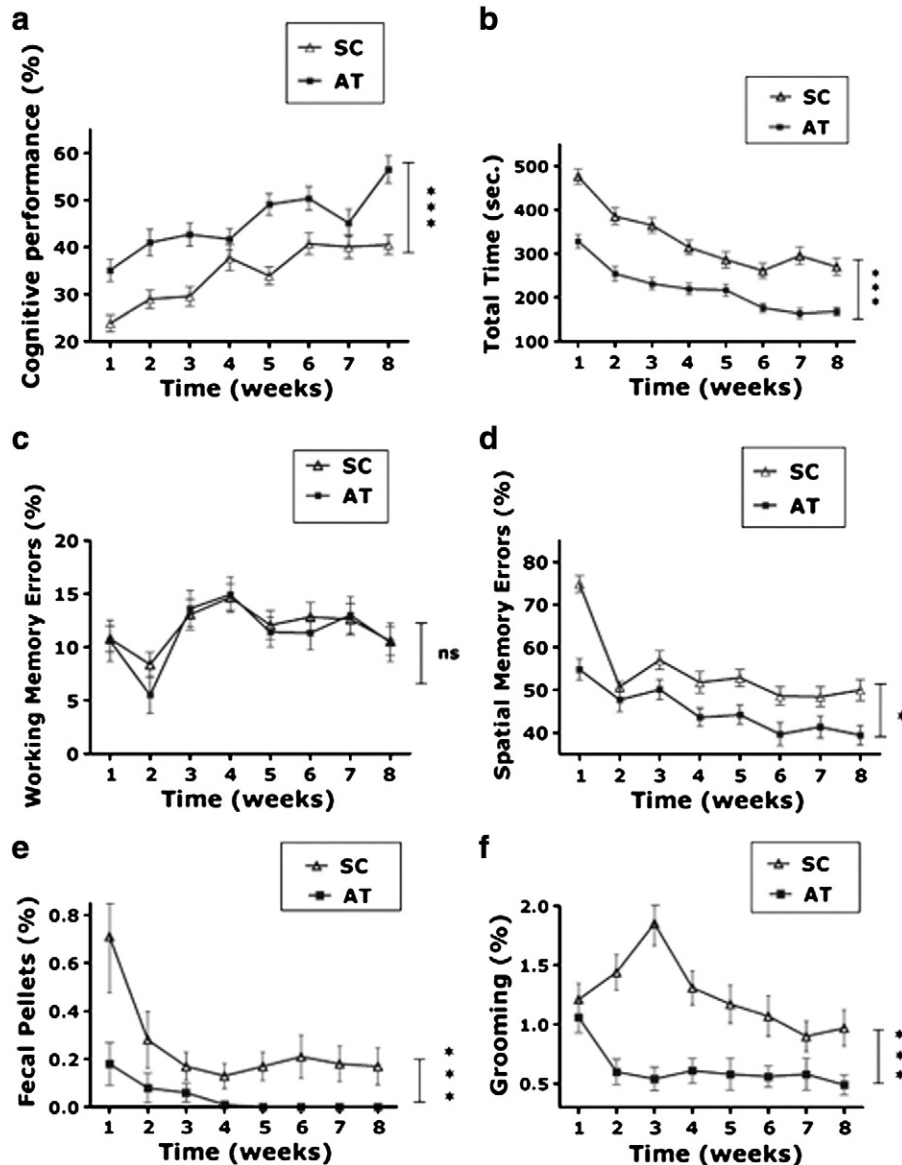 a
SC
AT
Cognitive performance (%)
60
50
40
30
20
1 2 3 4 5 6 7 8
Time (weeks)
***
b
SC
AT
Total Time (sec.)
500
400
300
200
100
1 2 3 4 5 6 7 8
Time (weeks)
***
c
SC
AT
Working Memory Errors (%)
20
15
10
5
0
1 2 3 4 5 6 7 8
Time (weeks)
ns
d
SC
AT
Spatial Memory Errors (%)
80
70
60
50
40
1 2 3 4 5 6 7 8
Time (weeks)
*
e
SC
AT
Fecal Pellets (%)
0.8
0.6
0.4
0.2
0.0
1 2 3 4 5 6 7 8
Time (weeks)
***
f
SC
AT
Groooming (%)
2.0
1.5
1.0
0.5
1 2 3 4 5 6 7 8
Time (weeks)
***